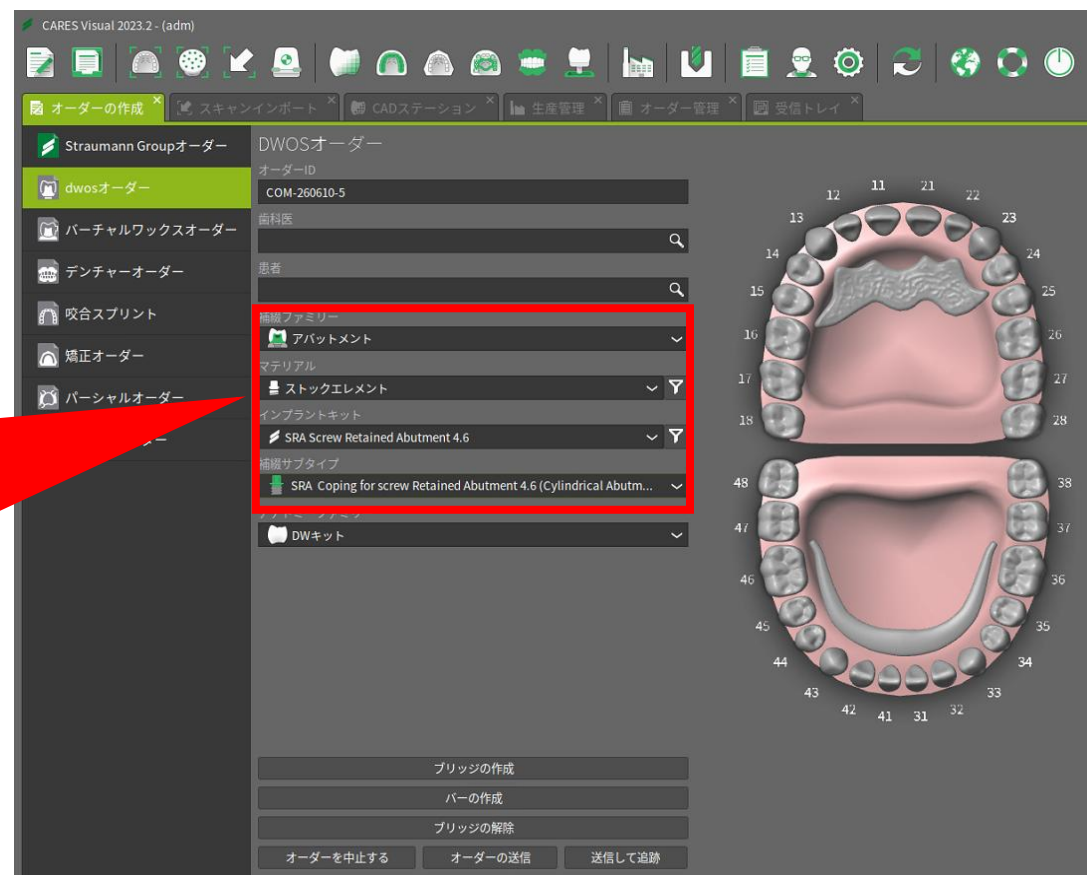 CARES Visual 2023.2 - (adm)
オーダーの作成
スキャンインポート
CADステーション
生産管理
オーダー管理
受信トレイ
Straumann Groupオーダー
dwosオーダー
バーチャルワックスオーダー
デンチャーオーダー
咬合スプリント
矯正オーダー
パーシャルオーダー
DWOSオーダー
オーダーID
COM-260610-5
歯科医
患者
補綴ファミリー
アバットメント
マテリアル
ストックエレメント
インプラントキット
SRA Screw Retained Abutment 4.6
補綴サブタイプ
SRA Coping for screw Retained Abutment 4.6 (Cylindrical Abutm...
DWキット
ブリッジの作成
バーの作成
ブリッジの解除
オーダーを中止する
オーダーの送信
送信して追跡
12 11 21 22
13 23
14 24
15 25
16 26
17 27
18 28
48 38
47 37
46 36
45 35
44 34
43 33
42 41 31 32